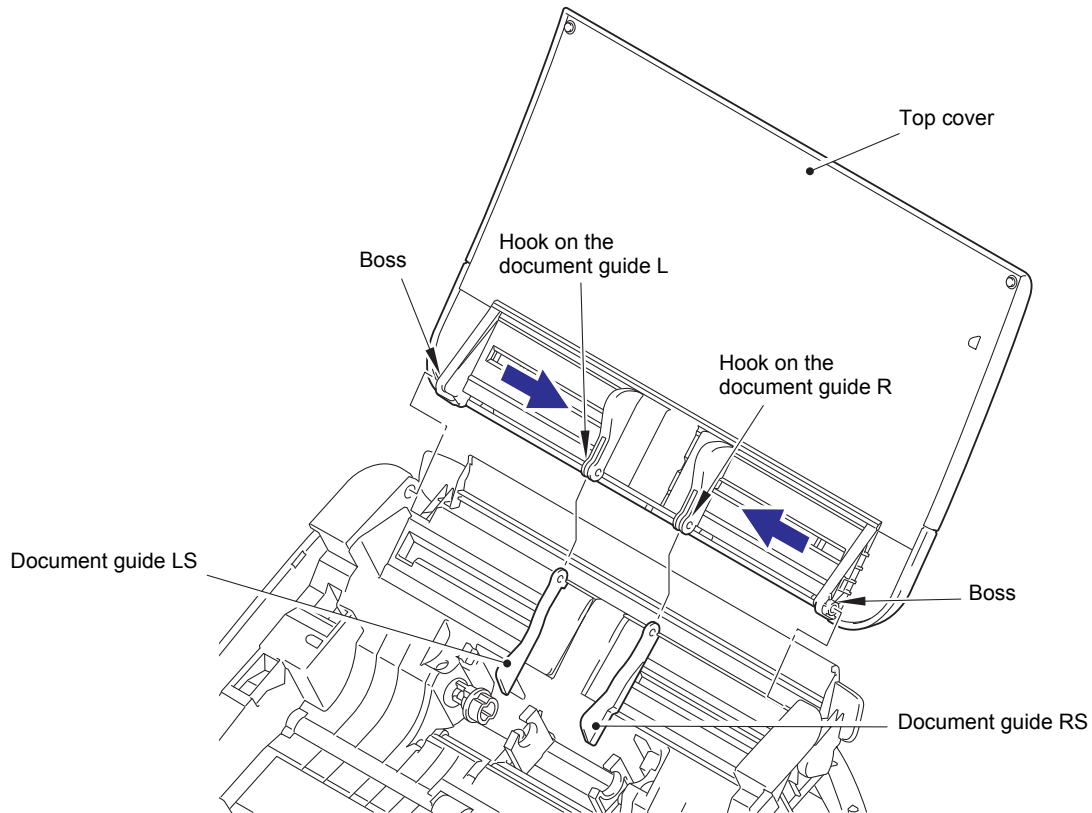 Top cover
Hook on the
document guide L
Boss
Hook on the
document guide R
Document guide LS
Boss
Document guide RS